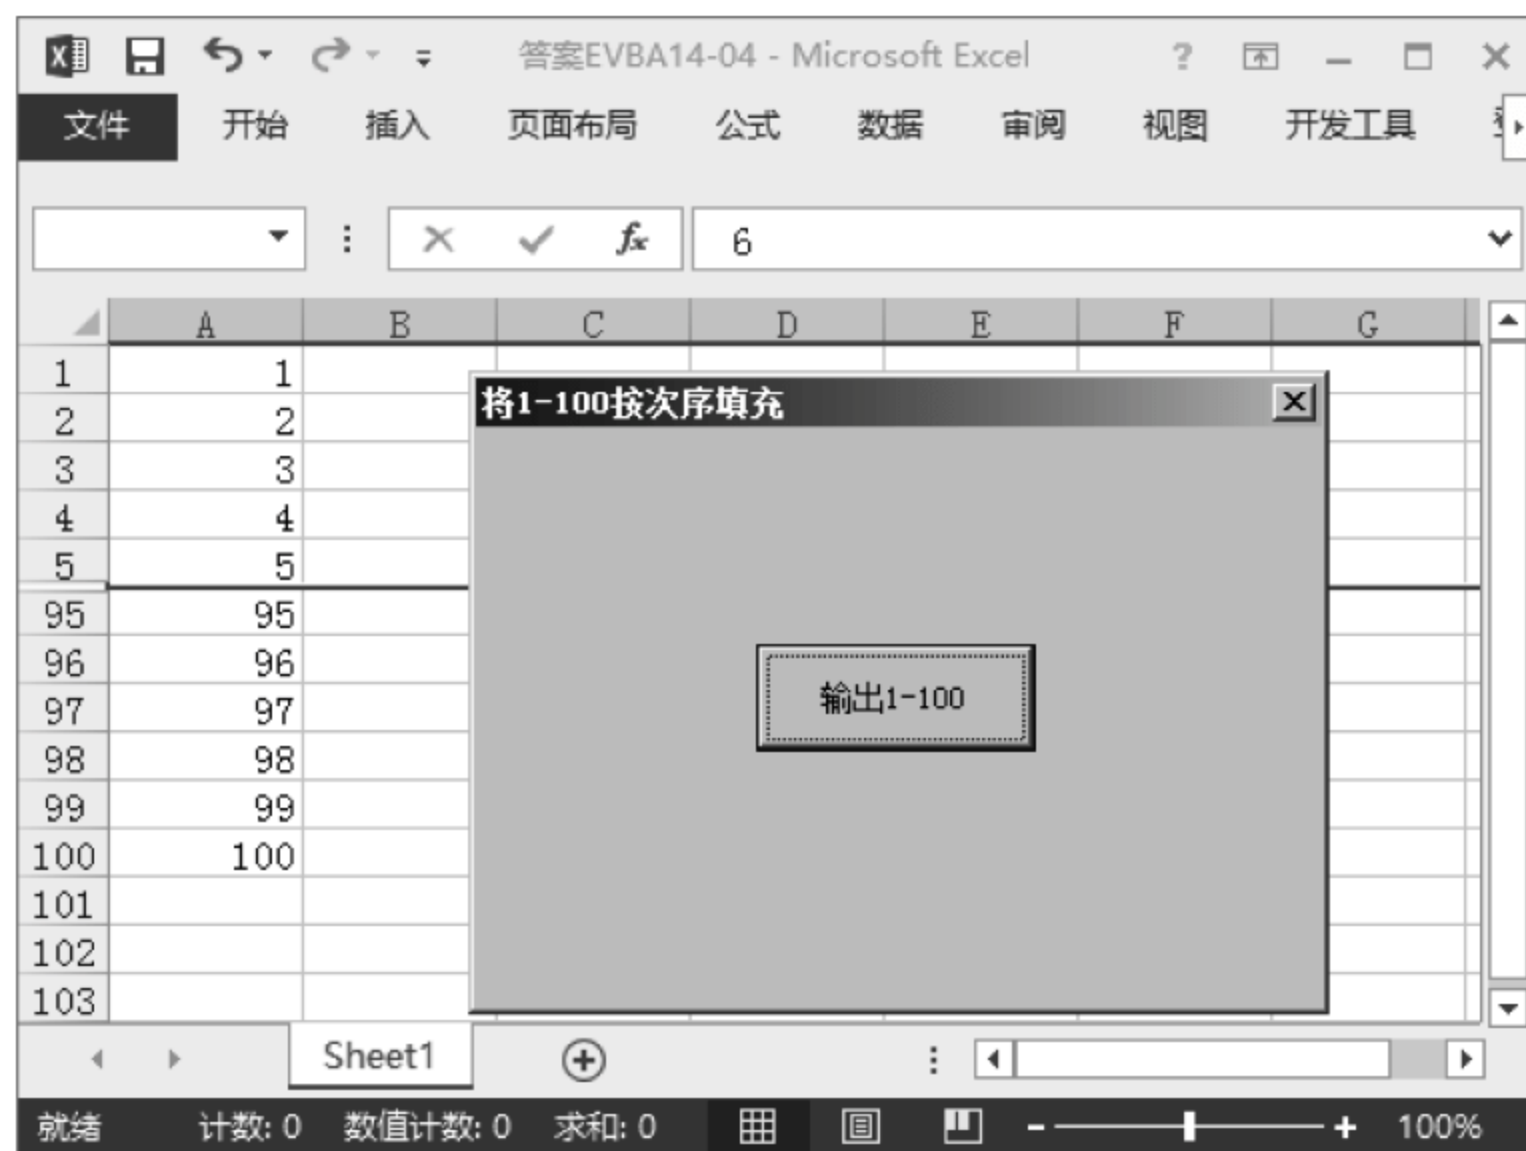 答案EVBA14-04 - Microsoft Excel ?
文件 开始 插入 页面布局 公式 数据 审阅 视图 开发工具
fx 6
A B C D E F G
1 1
将1-100按次序填充
2 2
3 3
4 4
5 5
95 95
96 96
97 97
输出1-100
98 98
99 99
100 100
101
102
103
Sheet1
就绪 计数: 0 数值计数: 0 求和: 0 100%